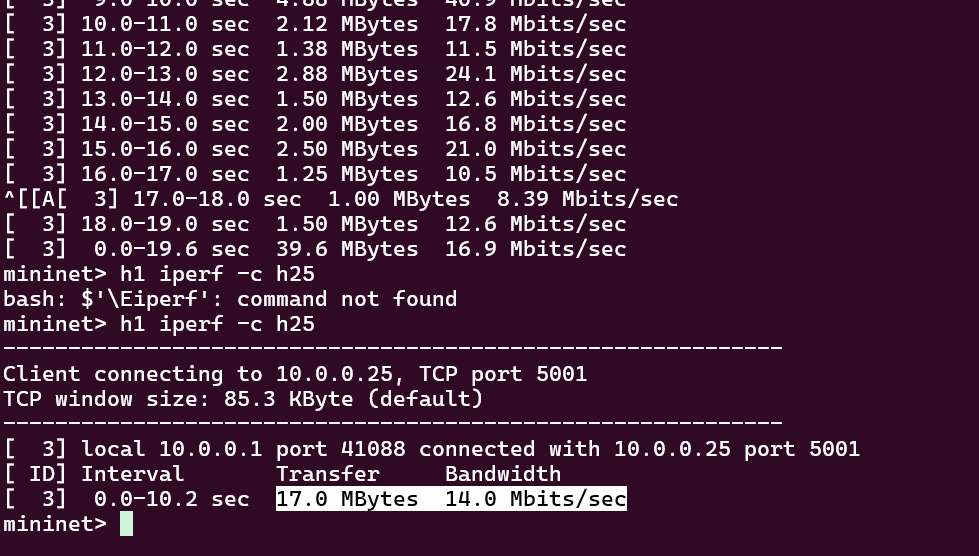 [  3]  9.0-10.0 sec  4.88 MBytes  40.9 Mbits/sec
[  3] 10.0-11.0 sec  2.12 MBytes  17.8 Mbits/sec
[  3] 11.0-12.0 sec  1.38 MBytes  11.5 Mbits/sec
[  3] 12.0-13.0 sec  2.88 MBytes  24.1 Mbits/sec
[  3] 13.0-14.0 sec  1.50 MBytes  12.6 Mbits/sec
[  3] 14.0-15.0 sec  2.00 MBytes  16.8 Mbits/sec
[  3] 15.0-16.0 sec  2.50 MBytes  21.0 Mbits/sec
[  3] 16.0-17.0 sec  1.25 MBytes  10.5 Mbits/sec
^[[A[  3] 17.0-18.0 sec  1.00 MBytes  8.39 Mbits/sec
[  3] 18.0-19.0 sec  1.50 MBytes  12.6 Mbits/sec
[  3]  0.0-19.6 sec  39.6 MBytes  16.9 Mbits/sec
mininet> h1 iperf -c h25
bash: $'\Eiperf': command not found
mininet> h1 iperf -c h25
------------------------------------------------------------
Client connecting to 10.0.0.25, TCP port 5001
TCP window size: 85.3 KByte (default)
------------------------------------------------------------
[  3] local 10.0.0.1 port 41088 connected with 10.0.0.25 port 5001
[ ID] Interval       Transfer     Bandwidth
[  3]  0.0-10.2 sec  17.0 MBytes  14.0 Mbits/sec
mininet>